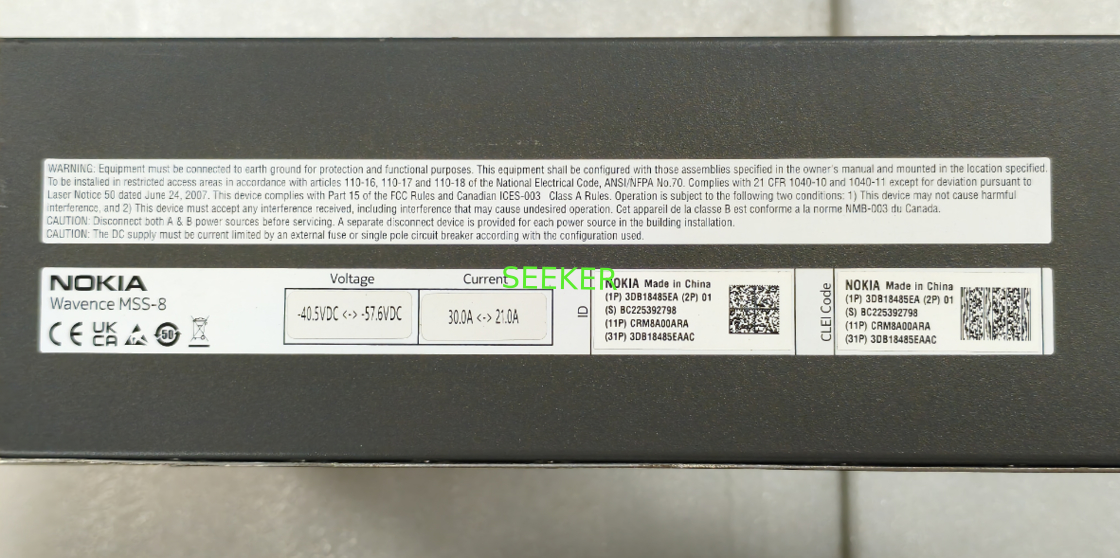 WARNING: Equipment must be connected to earth ground for protection and functional purposes. This equipment shall be configured with those assemblies specified in the owner's manual and mounted in the location specified.
To be installed in restricted access areas in accordance with articles 110-16, 110-17 and 110-18 of the National Electrical Code, ANSI/NFPA No.70. Complies with 21 CFR 1040-10 and 1040-11 except for deviation pursuant to
Laser Notice 50 dated June 24, 2007. This device complies with Part 15 of the FCC Rules and Canadian ICES-003 Class A Rules. Operation is subject to the following two conditions: 1) This device may not cause harmful
interference, and 2) This device must accept any interference received, including interference that may cause undesired operation. Cet appareil de la classe B est conforme a la norme NMB-003 du Canada.
CAUTION: Disconnect both A & B power sources before servicing. A separate disconnect device is provided for each power source in the building installation.
CAUTION: The DC supply must be current limited by an external fuse or single pole circuit breaker according with the configuration used.
NOKIA
Wavence MSS-8
CE UKCA 50
Voltage
-40.5VDC <-> -57.6VDC
Current
30.0A <-> 21.0A
SEEKER
ID
NOKIA Made in China
(1P) 3DB18485EA (2P) 01
(S) BC225392798
(11P) CRM8A00ARA
(31P) 3DB18485EAAC
CLEI Code
NOKIA Made in China
(1P) 3DB18485EA (2P) 01
(S) BC225392798
(11P) CRM8A00ARA
(31P) 3DB18485EAAC